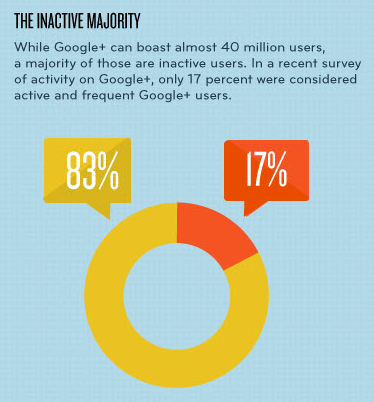 THE INACTIVE MAJORITY
While Google+ can boast almost 40 million users,
a majority of those are inactive users. In a recent survey
of activity on Google+, only 17 percent were considered
active and frequent Google+ users.
83%
17%